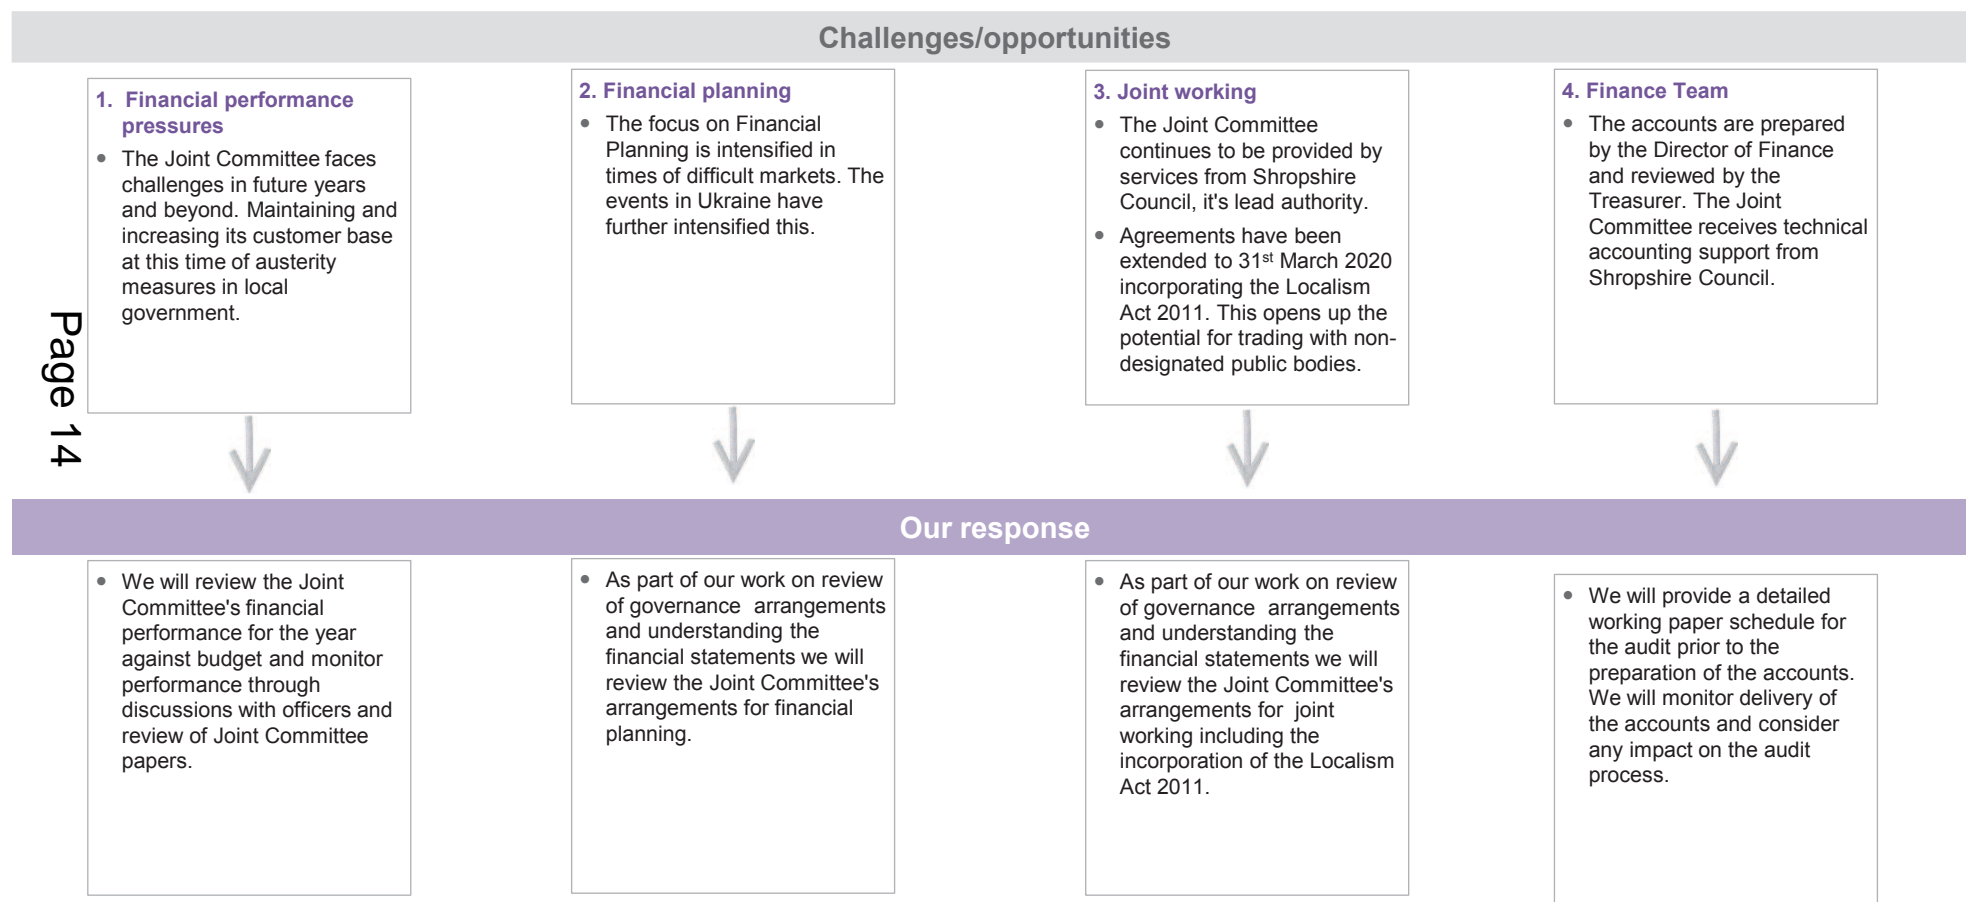 Challenges/opportunities
1. Financial performance
pressures
• The Joint Committee faces
challenges in future years
and beyond. Maintaining and
increasing its customer base
at this time of austerity
measures in local
government.
2. Financial planning
• The focus on Financial
Planning is intensified in
times of difficult markets. The
events in Ukraine have
further intensified this.
3. Joint working
• The Joint Committee
continues to be provided by
services from Shropshire
Council, it's lead authority.
• Agreements have been
extended to 31st March 2020
incorporating the Localism
Act 2011. This opens up the
potential for trading with non-
designated public bodies.
4. Finance Team
• The accounts are prepared
by the Director of Finance
and reviewed by the
Treasurer. The Joint
Committee receives technical
accounting support from
Shropshire Council.
Page 14
Our response
• We will review the Joint
Committee's financial
performance for the year
against budget and monitor
performance through
discussions with officers and
review of Joint Committee
papers.
• As part of our work on review
of governance arrangements
and understanding the
financial statements we will
review the Joint Committee's
arrangements for financial
planning.
• As part of our work on review
of governance arrangements
and understanding the
financial statements we will
review the Joint Committee's
arrangements for joint
working including the
incorporation of the Localism
Act 2011.
• We will provide a detailed
working paper schedule for
the audit prior to the
preparation of the accounts.
We will monitor delivery of
the accounts and consider
any impact on the audit
process.